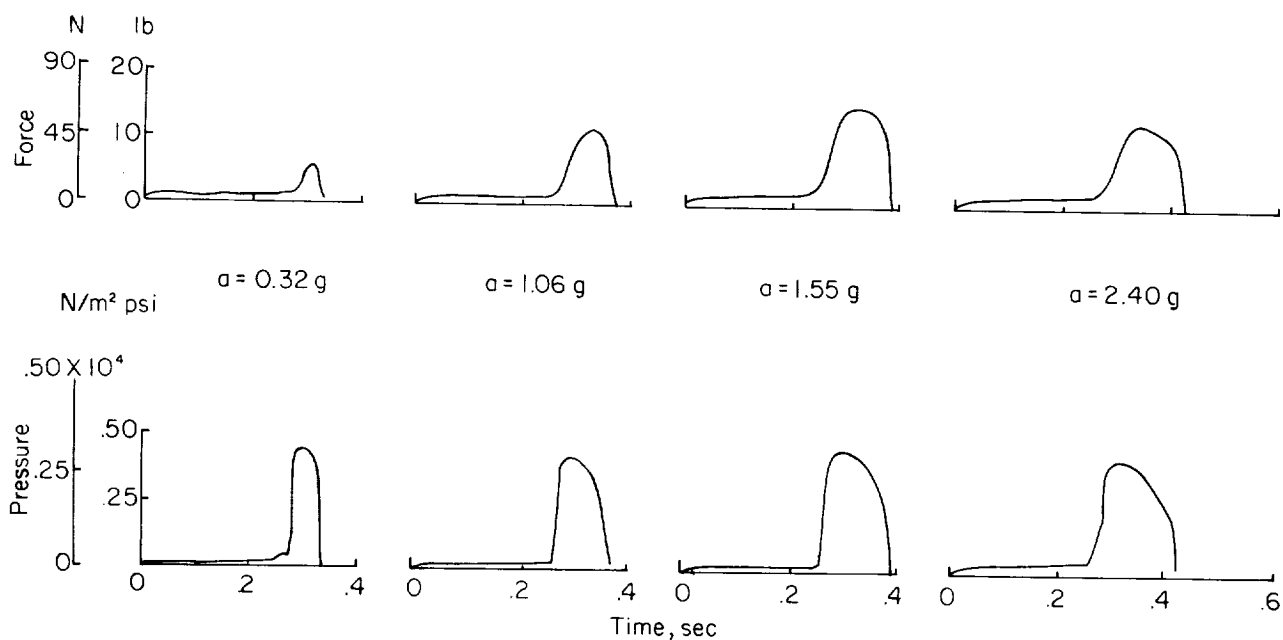 N lb
90 20
45 10
0 0
Force
a = 0.32 g
a = 1.06 g
a = 1.55 g
a = 2.40 g
N/m² psi
.50 X 10⁴
.50
.25 .25
0
Pressure
0 .2 .4
0 .2 .4
0 .2 .4
0 .2 .4 .6
Time, sec